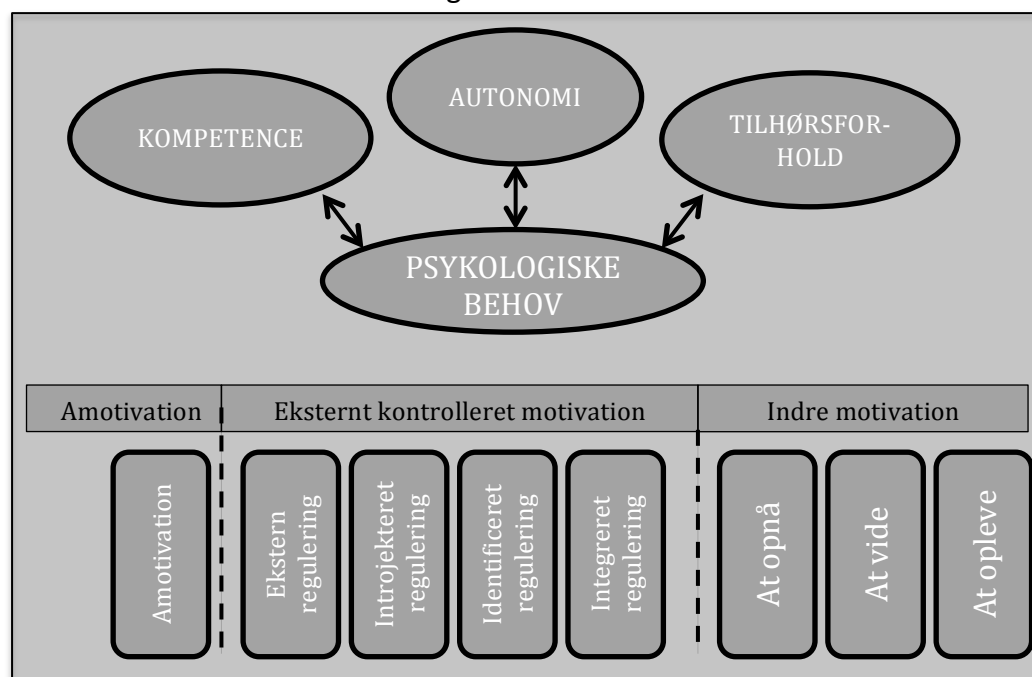 KOMPETENCE
AUTONOMI
TILHØRSFOR-
HOLD
PSYKOLOGISKE
BEHOV
Amotivation
Eksternt kontrolleret motivation
Indre motivation
Amotivation
Ekstern
regulering
Introjekteret
regulering
Identificeret
regulering
Integreret
regulering
At opnå
At vide
At opleve